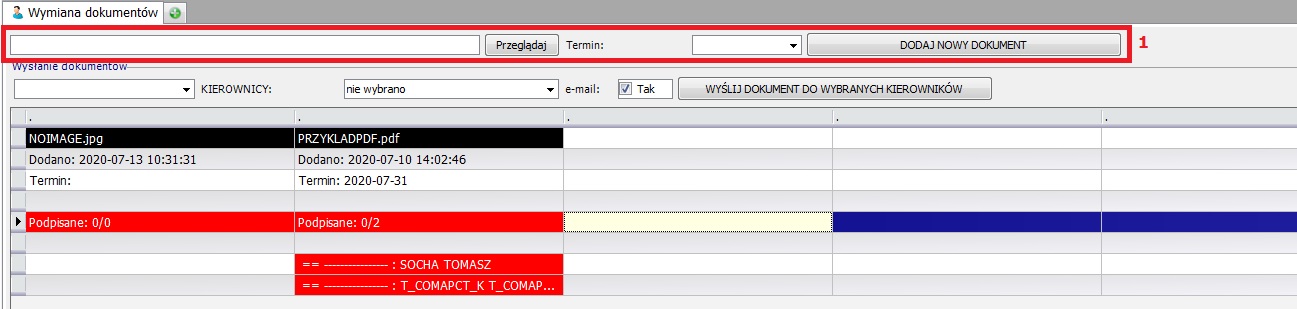 Wymiana dokumentów
Przeglądaj Termin: DODAJ NOWY DOKUMENT 1
Wysłanie dokumentów
KIEROWNICY: nie wybrano e-mail: Tak WYŚLIJ DOKUMENT DO WYBRANYCH KIEROWNIKÓW
. . . . .
NOIMAGE.jpg PRZYKLADPDF.pdf
Dodano: 2020-07-13 10:31:31 Dodano: 2020-07-10 14:02:46
Termin: Termin: 2020-07-31
Podpisane: 0/0 Podpisane: 0/2
== ---------------- : SOCHA TOMASZ
== ---------------- : T_COMAPCT_K T_COMAP...